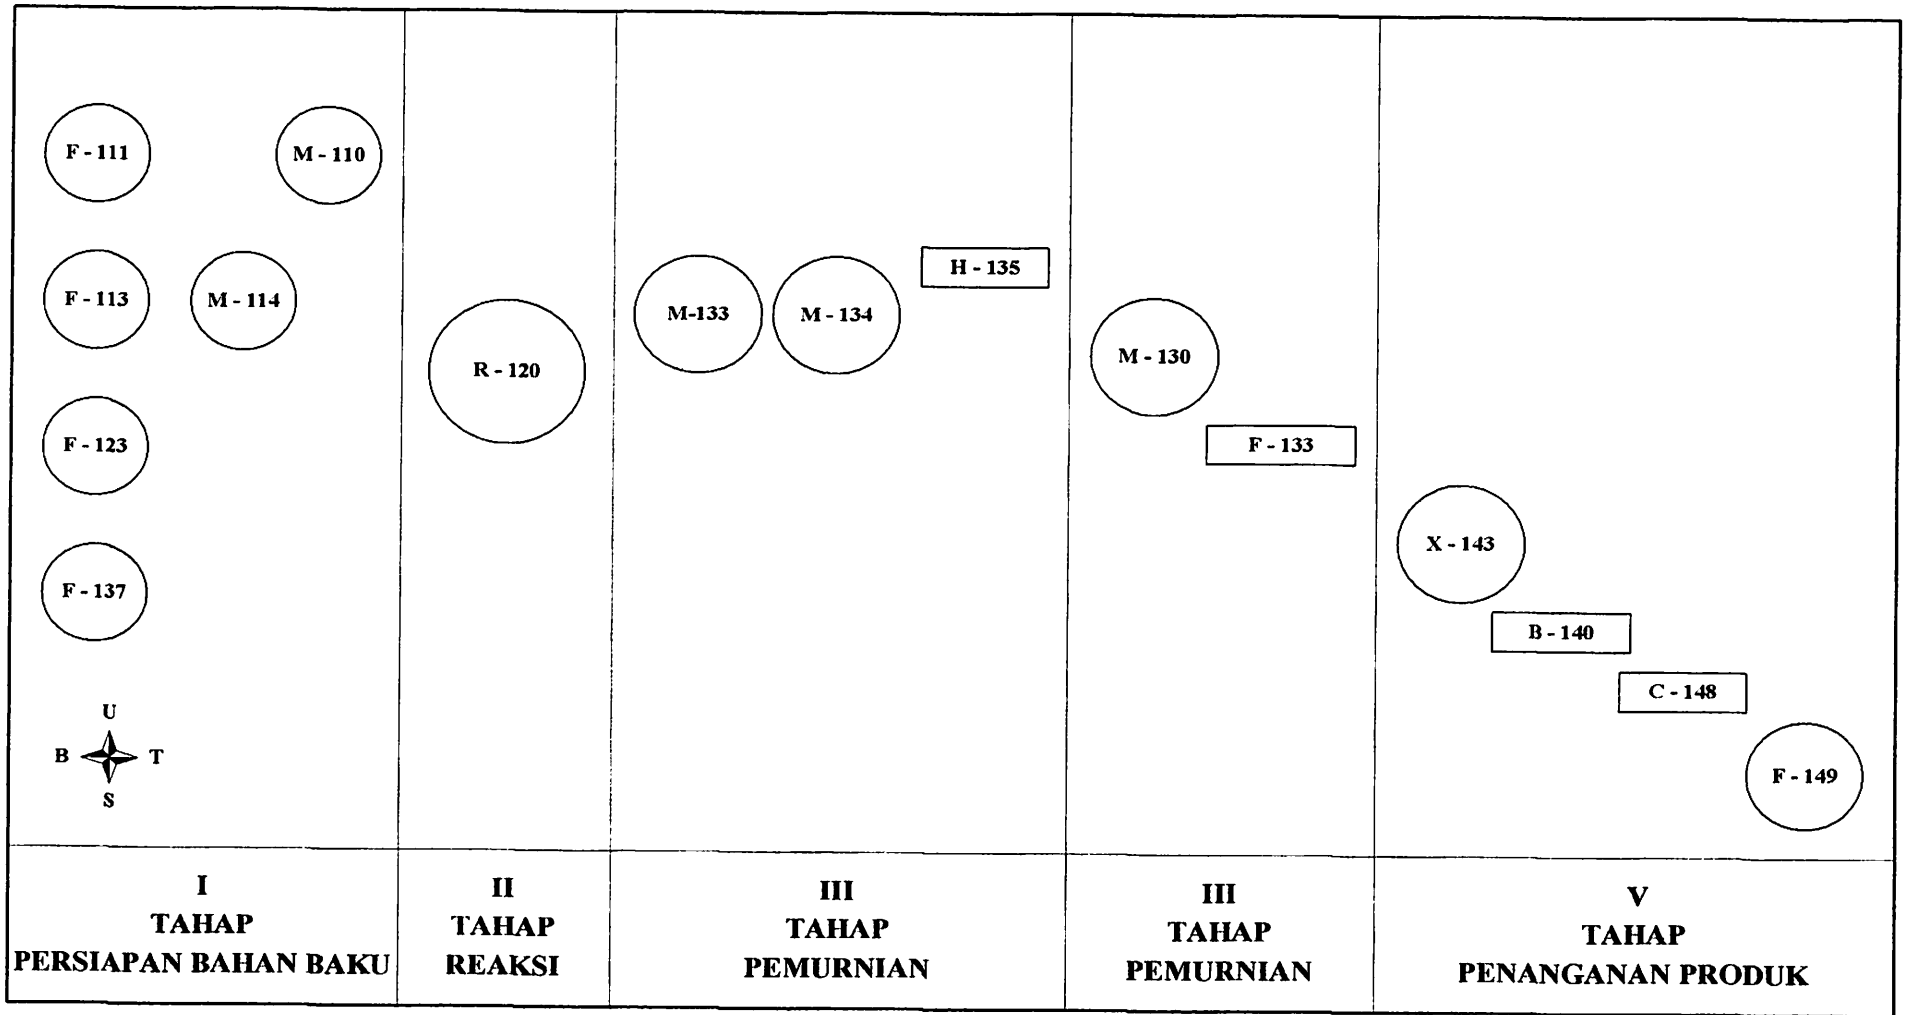 F - 111
M - 110
F - 113
M - 114
F - 123
F - 137
U
B T
S
R - 120
M-133
M - 134
H - 135
M - 130
F - 133
X - 143
B - 140
C - 148
F - 149
I
TAHAP
PERSIAPAN BAHAN BAKU
II
TAHAP
REAKSI
III
TAHAP
PEMURNIAN
III
TAHAP
PEMURNIAN
V
TAHAP
PENANGANAN PRODUK